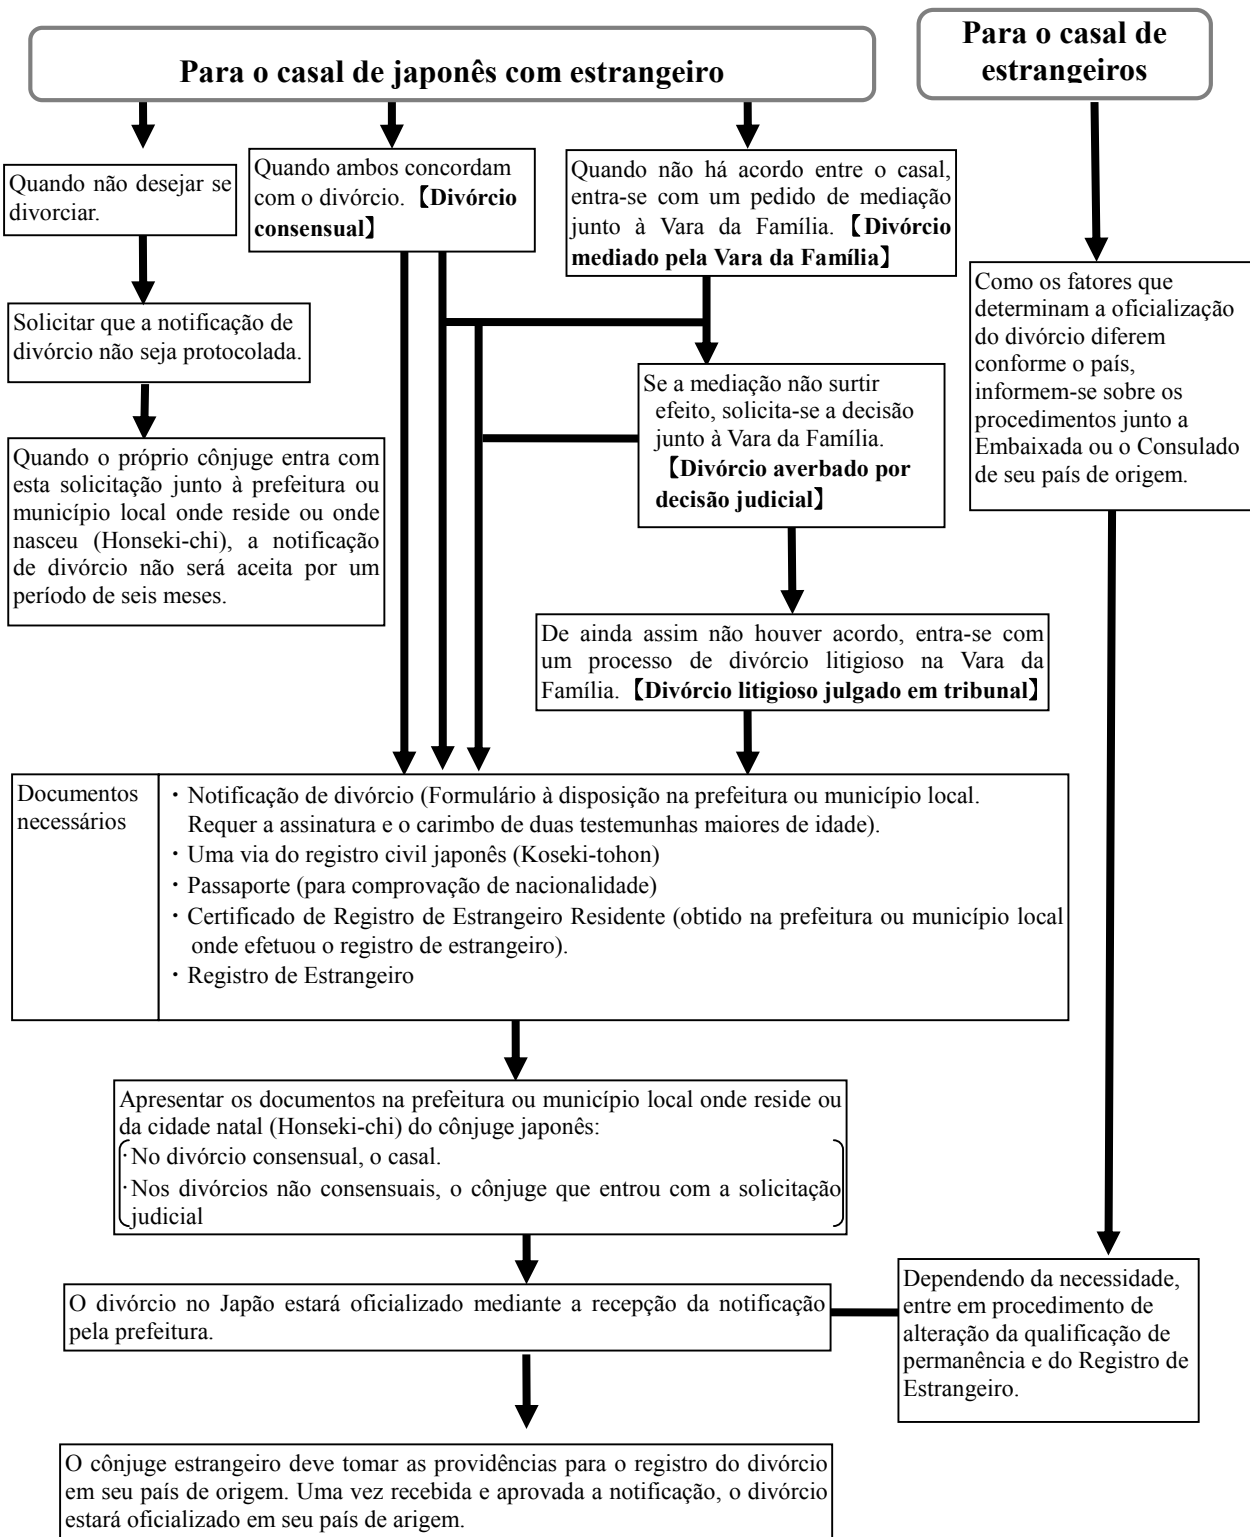 Para o casal de japonês com estrangeiro
Para o casal de
estrangeiros
Quando não desejar se
divorciar.
Quando ambos concordam
com o divórcio.【Divórcio
consensual】
Quando não há acordo entre o casal,
entra-se com um pedido de mediação
junto à Vara da Família.【Divórcio
mediado pela Vara da Família】
Como os fatores que
determinam a oficialização
do divórcio diferem
conforme o país,
informem-se sobre os
procedimentos junto a
Embaixada ou o Consulado
de seu país de origem.
Solicitar que a notificação de
divórcio não seja protocolada.
Se a mediação não surtir
efeito, solicita-se a decisão
junto à Vara da Família.
【Divórcio averbado por
decisão judicial】
Quando o próprio cônjuge entra com
esta solicitação junto à prefeitura ou
município local onde reside ou onde
nasceu (Honseki-chi), a notificação
de divórcio não será aceita por um
período de seis meses.
De ainda assim não houver acordo, entra-se com
um processo de divórcio litigioso na Vara da
Família.【Divórcio litigioso julgado em tribunal】
Documentos
necessários
・Notificação de divórcio (Formulário à disposição na prefeitura ou município local.
Requer a assinatura e o carimbo de duas testemunhas maiores de idade).
・Uma via do registro civil japonês (Koseki-tohon)
・Passaporte (para comprovação de nacionalidade)
・Certificado de Registro de Estrangeiro Residente (obtido na prefeitura ou município local
onde efetuou o registro de estrangeiro).
・Registro de Estrangeiro
Apresentar os documentos na prefeitura ou município local onde reside ou
da cidade natal (Honseki-chi) do cônjuge japonês:
・No divórcio consensual, o casal.
・Nos divórcios não consensuais, o cônjuge que entrou com a solicitação
judicial
O divórcio no Japão estará oficializado mediante a recepção da notificação
pela prefeitura.
Dependendo da necessidade,
entre em procedimento de
alteração da qualificação de
permanência e do Registro de
Estrangeiro.
O cônjuge estrangeiro deve tomar as providências para o registro do divórcio
em seu país de origem. Uma vez recebida e aprovada a notificação, o divórcio
estará oficializado em seu país de arigem.